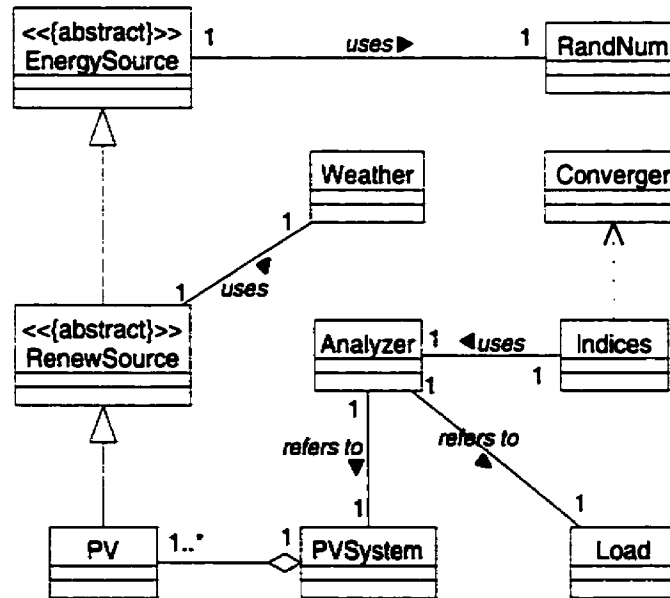 <<{abstract}>>
EnergySource
1
uses
1
RandNum
Weather
Converger
1
uses
1
<<{abstract}>>
RenewSource
Analyzer
1
uses
1
Indices
1
1
refers to
refers to
1
1
PV
1..*
1
PVSystem
Load